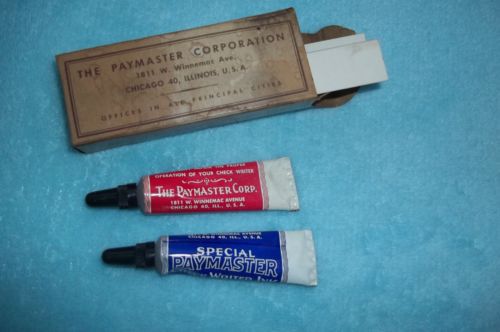 THE PAYMASTER CORPORATION
1811 W. Winnemac Ave.
CHICAGO 40, ILLINOIS, U. S. A.
OFFICES IN ALL PRINCIPAL CITIES
OPERATION OF YOUR CHECK WRITER
THE PAYMASTER CORP.
1811 W. WINNEMAC AVENUE
CHICAGO 40, ILL., U. S. A.
CHICAGO 40, ILL., U. S. A.
SPECIAL
PAYMASTER
WRITER INK